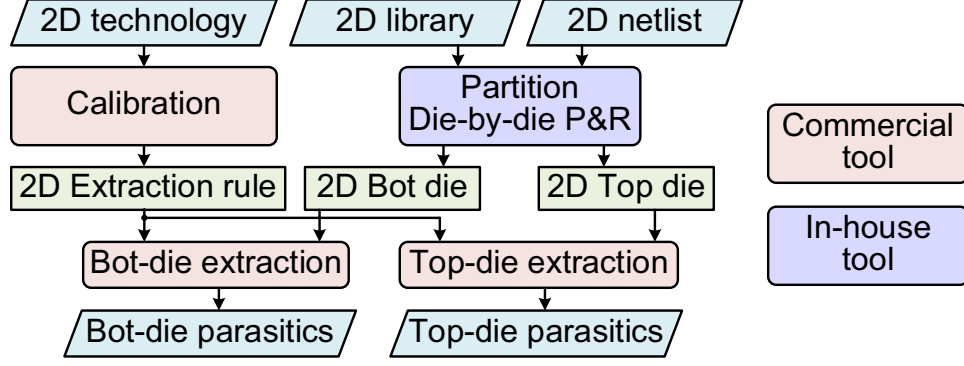 2D technology
2D library
2D netlist
Calibration
Partition
Die-by-die P&R
Commercial
tool
2D Extraction rule
2D Bot die
2D Top die
In-house
tool
Bot-die extraction
Top-die extraction
Bot-die parasitics
Top-die parasitics